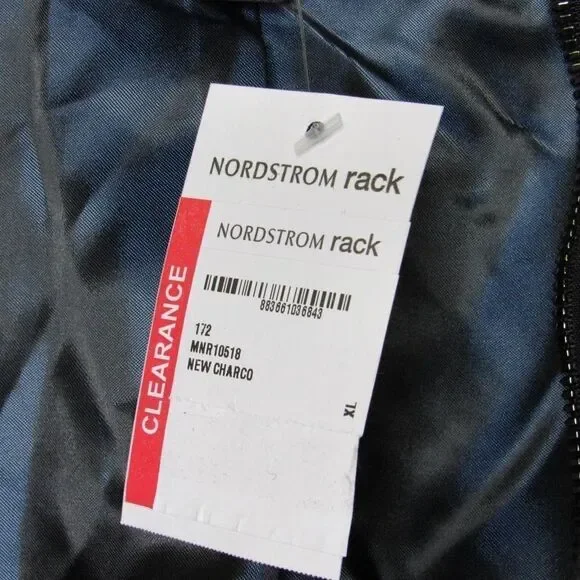 NORDSTROM rack
NORDSTROM rack
CLEARANCE
883661036843
172
MNR10518
NEW CHARCO
XL